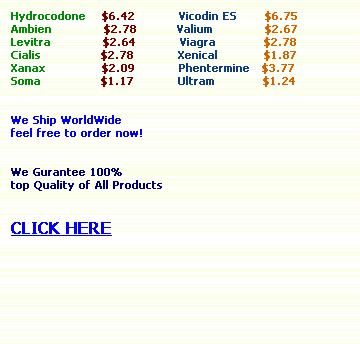 Hydrocodone $6.42 Vicodin ES $6.75
Ambien $2.78 Valium $2.67
Levitra $2.64 Viagra $2.78
Cialis $2.78 Xenical $1.87
Xanax $2.09 Phentermine $3.77
Soma $1.17 Ultram $1.24
We Ship WorldWide
feel free to order now!
We Gurantee 100%
top Quality of All Products
CLICK HERE